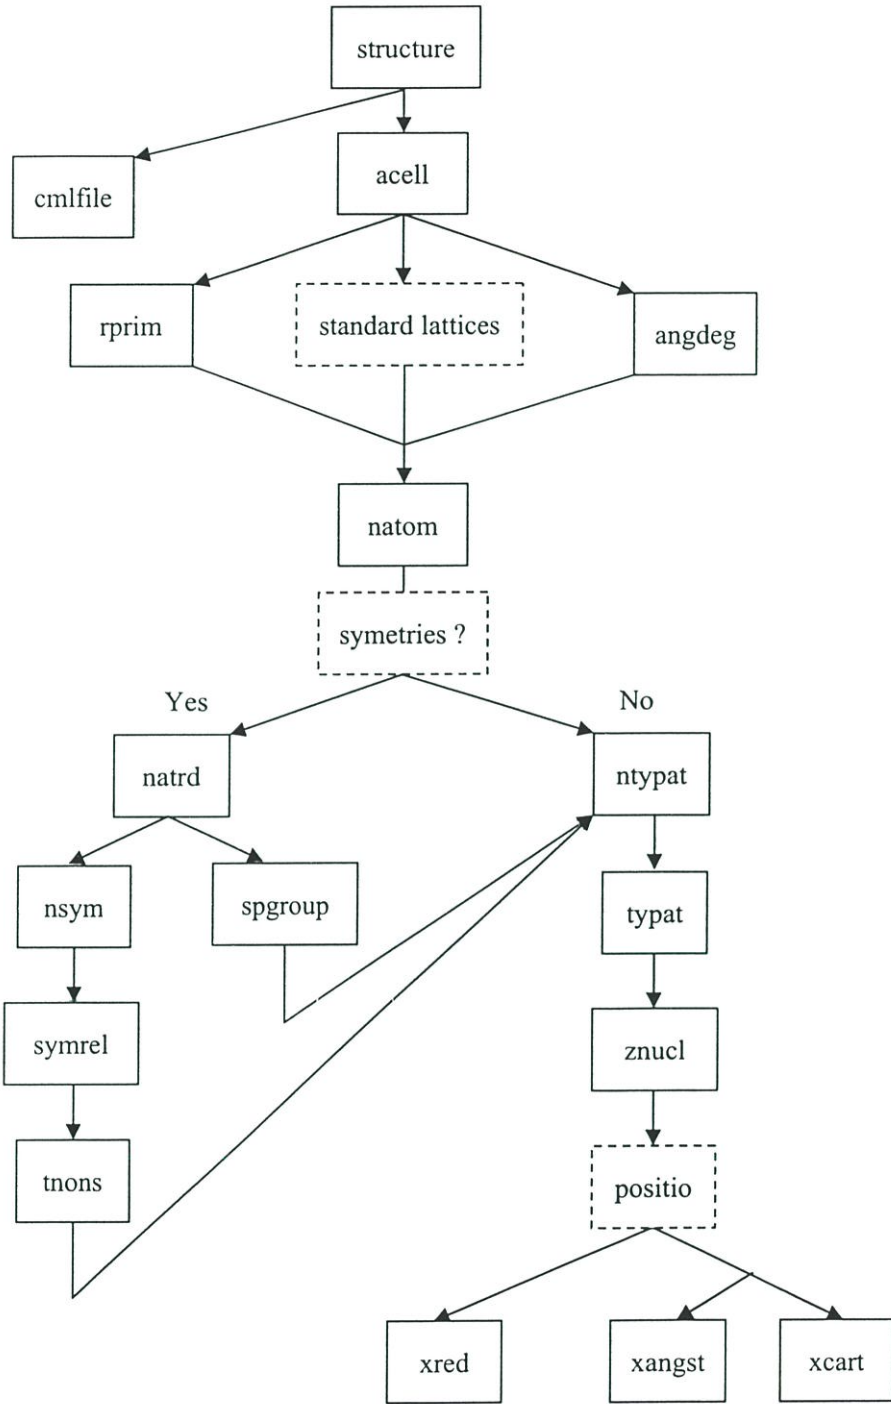 structure
acell
cmlfile
rprim
standard lattices
angdeg
natom
symetries ?
Yes
No
natrd
ntypat
nsym
spgroup
typat
symrel
znucl
tnons
positio
xred
xangst
xcart